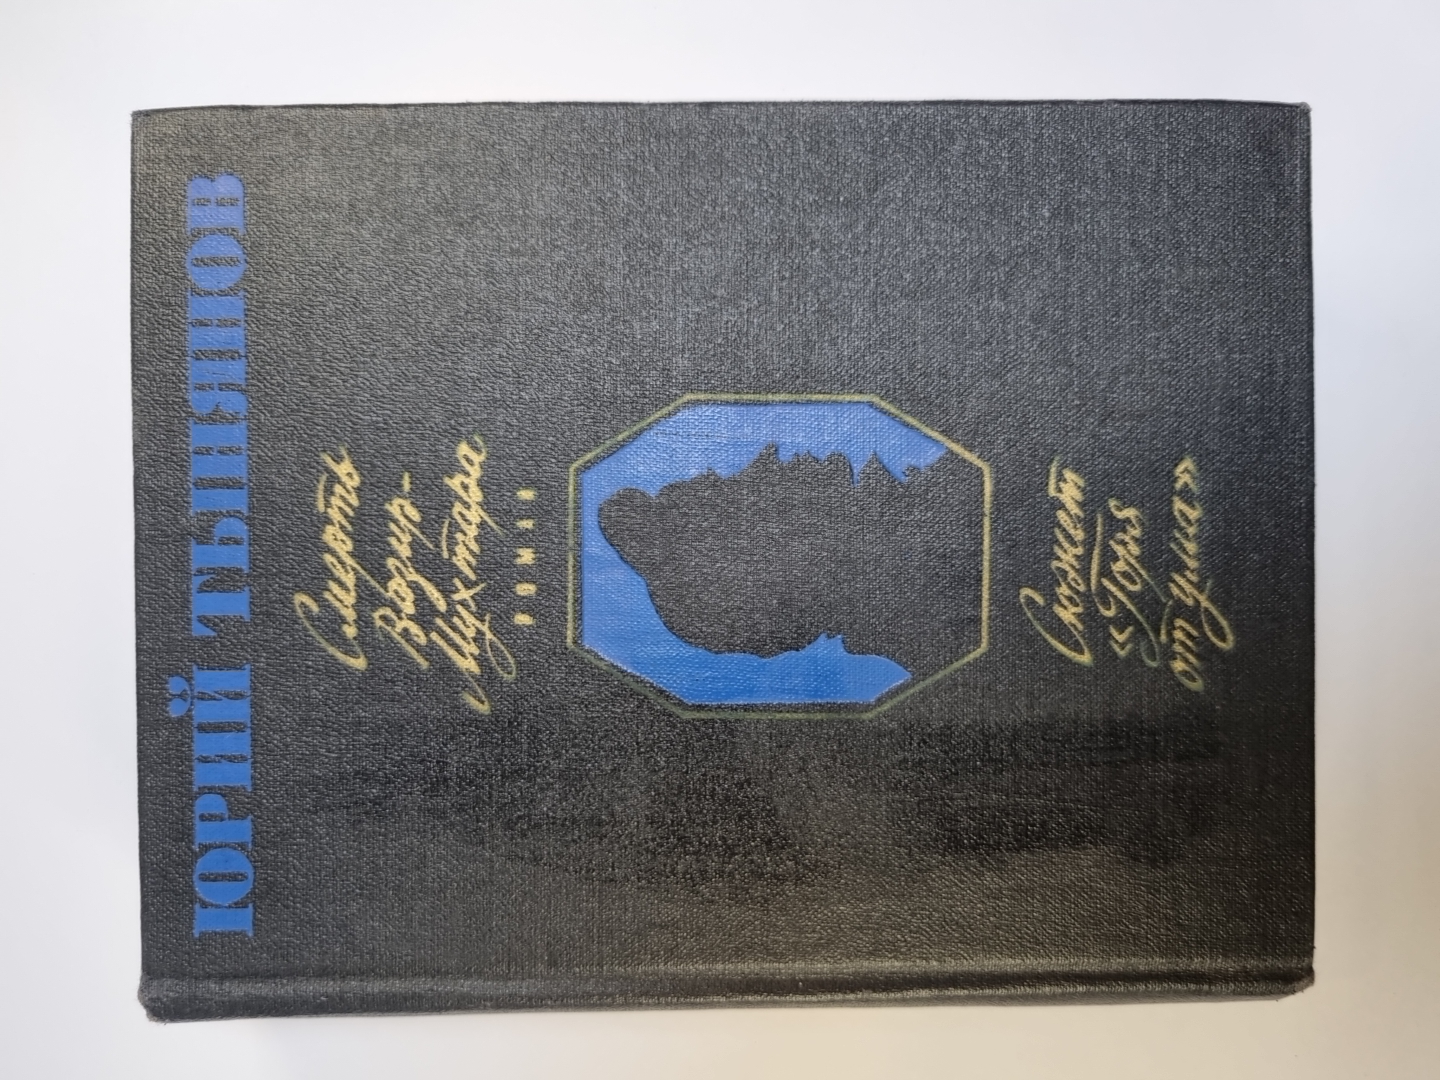 ЮРИЙ ТЫНЯНОВ
Смерть
Вазир-
Мухтара
РОМАН
Сюжет
«Горя
от ума»